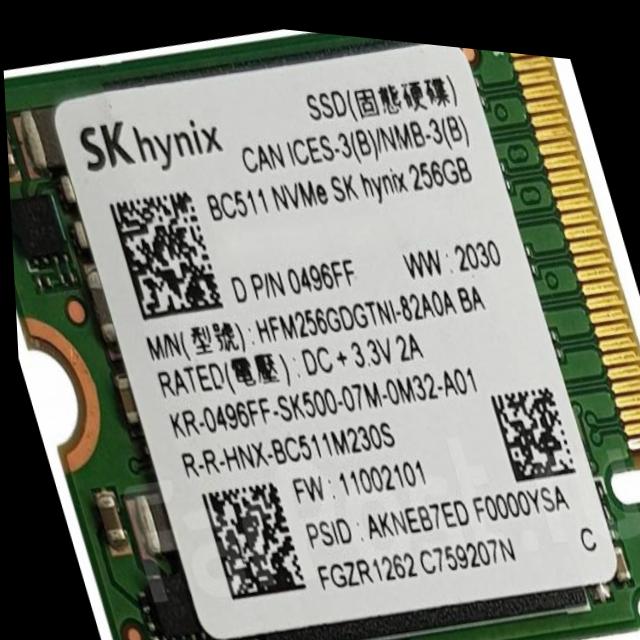 SK hynix
SSD(固態硬碟)
CAN ICES-3(B)/NMB-3(B)
BC511 NVMe SK hynix 256GB
D P/N 0496FF WW : 2030
M/N(型號) : HFM256GDGTNI-82A0A BA
RATED(電壓) : DC + 3.3V 2A
KR-0496FF-SK500-07M-0M32-A01
R-R-HNX-BC511M230S
FW : 11002101
PSID : AKNEB7ED F0000YSA
FGZR1262 C759207N C